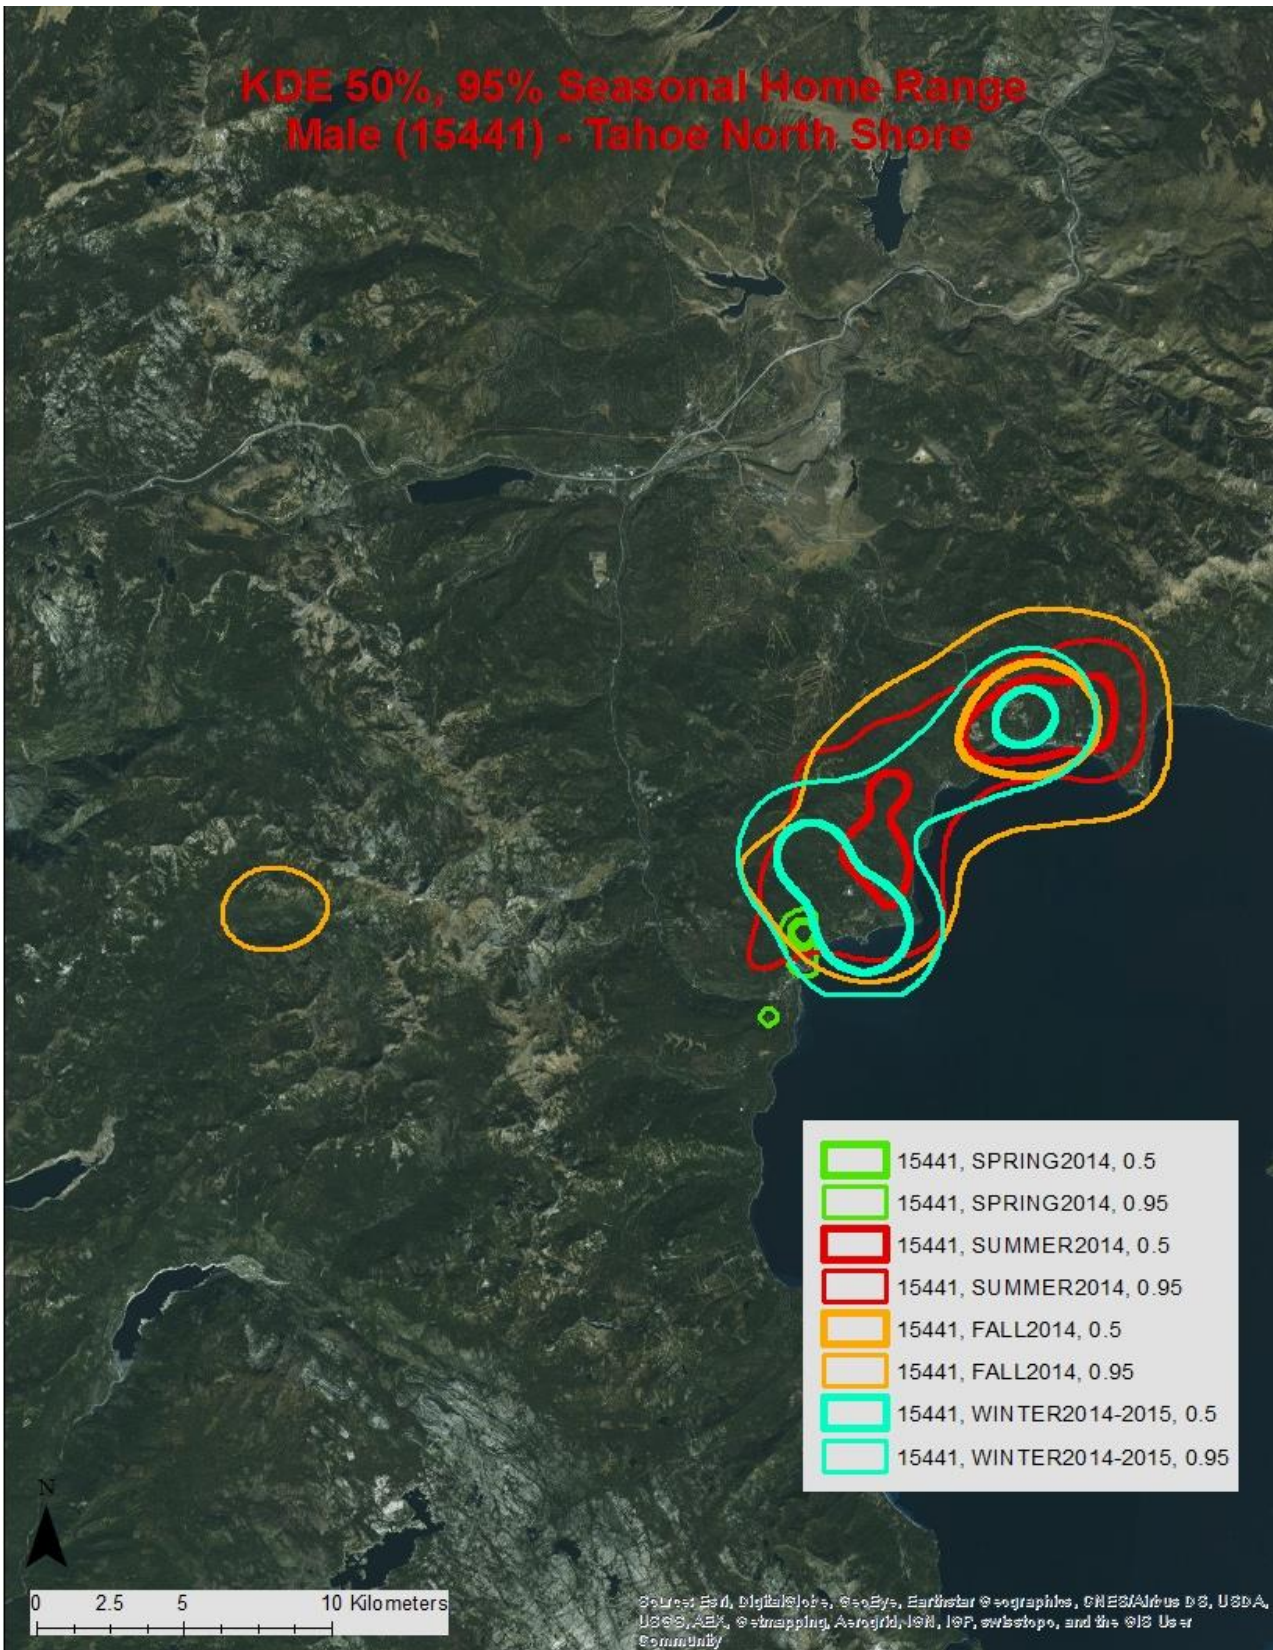 KDE 50%, 95% Seasonal Home Range
Male (15441) - Tahoe North Shore
15441, SPRING2014, 0.5
15441, SPRING2014, 0.95
15441, SUMMER2014, 0.5
15441, SUMMER2014, 0.95
15441, FALL2014, 0.5
15441, FALL2014, 0.95
15441, WINTER2014-2015, 0.5
15441, WINTER2014-2015, 0.95
N
0 2.5 5 10 Kilometers
Source: Esri, DigitalGlobe, GeoEye, Earthstar Geographics, CNES/Airbus DS, USDA,
USGS, AEX, Getmapping, Aerogrid, IGN, IGP, swisstopo, and the GIS User
Community